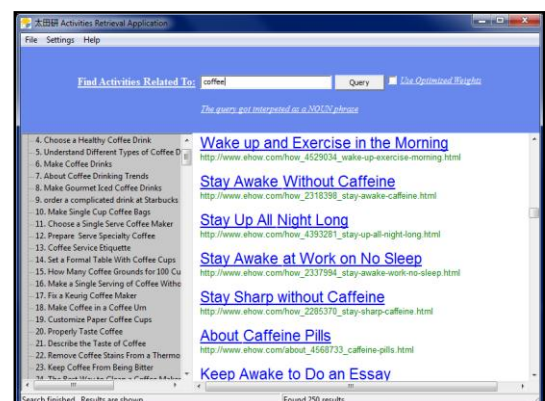 太田研 Activities Retrieval Application
File Settings Help
Find Activities Related To: coffee Query Use Optimized Weights
The query got interpeted as a NOUN phrase
4. Choose a Healthy Coffee Drink
5. Understand Different Types of Coffee D
6. Make Coffee Drinks
7. About Coffee Drinking Trends
8. Make Gourmet Iced Coffee Drinks
9. order a complicated drink at Starbucks
10. Make Single Cup Coffee Bags
11. Choose a Single Serve Coffee Maker
12. Prepare Serve Specialty Coffee
13. Coffee Service Etiquette
14. Set a Formal Table With Coffee Cups
15. How Many Coffee Grounds for 100 Cu
16. Make a Single Serving of Coffee Witho
17. Fix a Keurig Coffee Maker
18. Make Coffee in a Coffee Urn
19. Customize Paper Coffee Cups
20. Properly Taste Coffee
21. Describe the Taste of Coffee
22. Remove Coffee Stains From a Thermo
23. Keep Coffee From Being Bitter
24. The Best Way to Clean a Coffee Maker
Wake up and Exercise in the Morning
http://www.ehow.com/how_4529034_wake-up-exercise-morning.html
Stay Awake Without Caffeine
http://www.ehow.com/how_2318398_stay-awake-caffeine.html
Stay Up All Night Long
http://www.ehow.com/how_4393281_stay-up-all-night-long.html
Stay Awake at Work on No Sleep
http://www.ehow.com/how_2337994_stay-awake-work-no-sleep.html
Stay Sharp without Caffeine
http://www.ehow.com/how_2285370_stay-sharp-caffeine.html
About Caffeine Pills
http://www.ehow.com/about_4568733_caffeine-pills.html
Keep Awake to Do an Essay
Search finished. Results are shown. Found 250 results